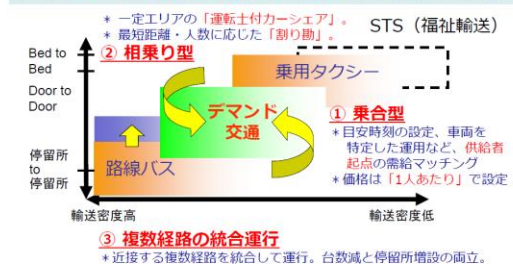 ＊ 一定エリアの「運転士付カーシェア」。
＊ 最短距離・人数に応じた「割り勘」。
② 相乗り型
STS（福祉輸送）
Bed to
Bed
乗用タクシー
Door to
Door
デマンド
交通
① 乗合型
＊目安時刻の設定、車両を
特定した運用など、供給者
起点の需給マッチング
＊価格は「1人あたり」で設定
停留所
to
停留所
路線バス
輸送密度高
輸送密度低
③ 複数経路の統合運行
＊近接する複数経路を統合して運行。台数減と停留所増設の両立。